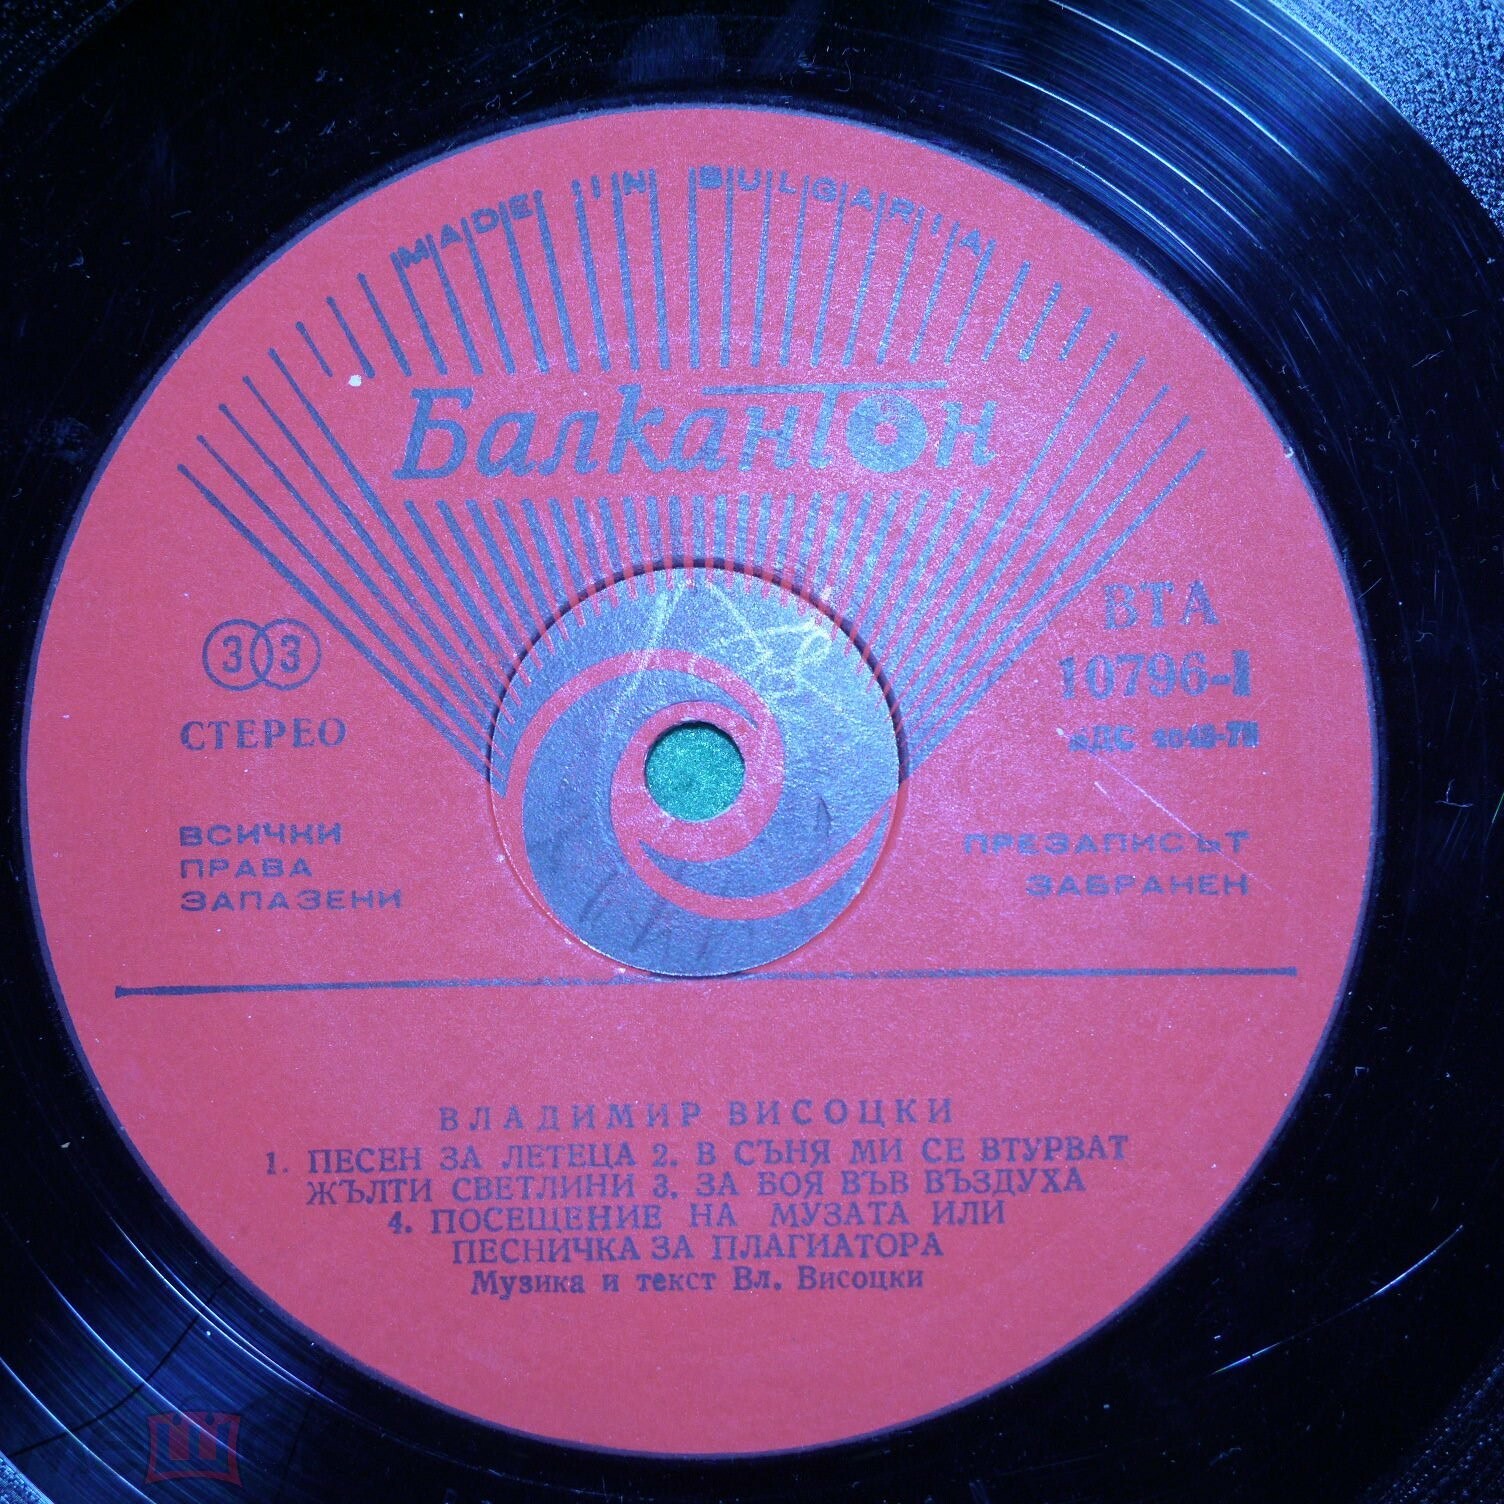 MADE IN BULGARIA
Балкантон
33
СТЕРЕО
ВТА
10796-I
ВСИЧКИ
ПРАВА
ЗАПАЗЕНИ
ПРЕЗАПИСЪТ
ЗАБРАНЕН
ВЛАДИМИР ВИСОЦКИ
1. ПЕСЕН ЗА ЛЕТЕЦА 2. В СЪНЯ МИ СЕ ВТУРВАТ
ЖЪЛТИ СВЕТЛИНИ 3. ЗА БОЯ ВЪВ ВЪЗДУХА
4. ПОСЕЩЕНИЕ НА МУЗАТА ИЛИ
ПЕСНИЧКА ЗА ПЛАГИАТОРА
Музика и текст Вл. Висоцки